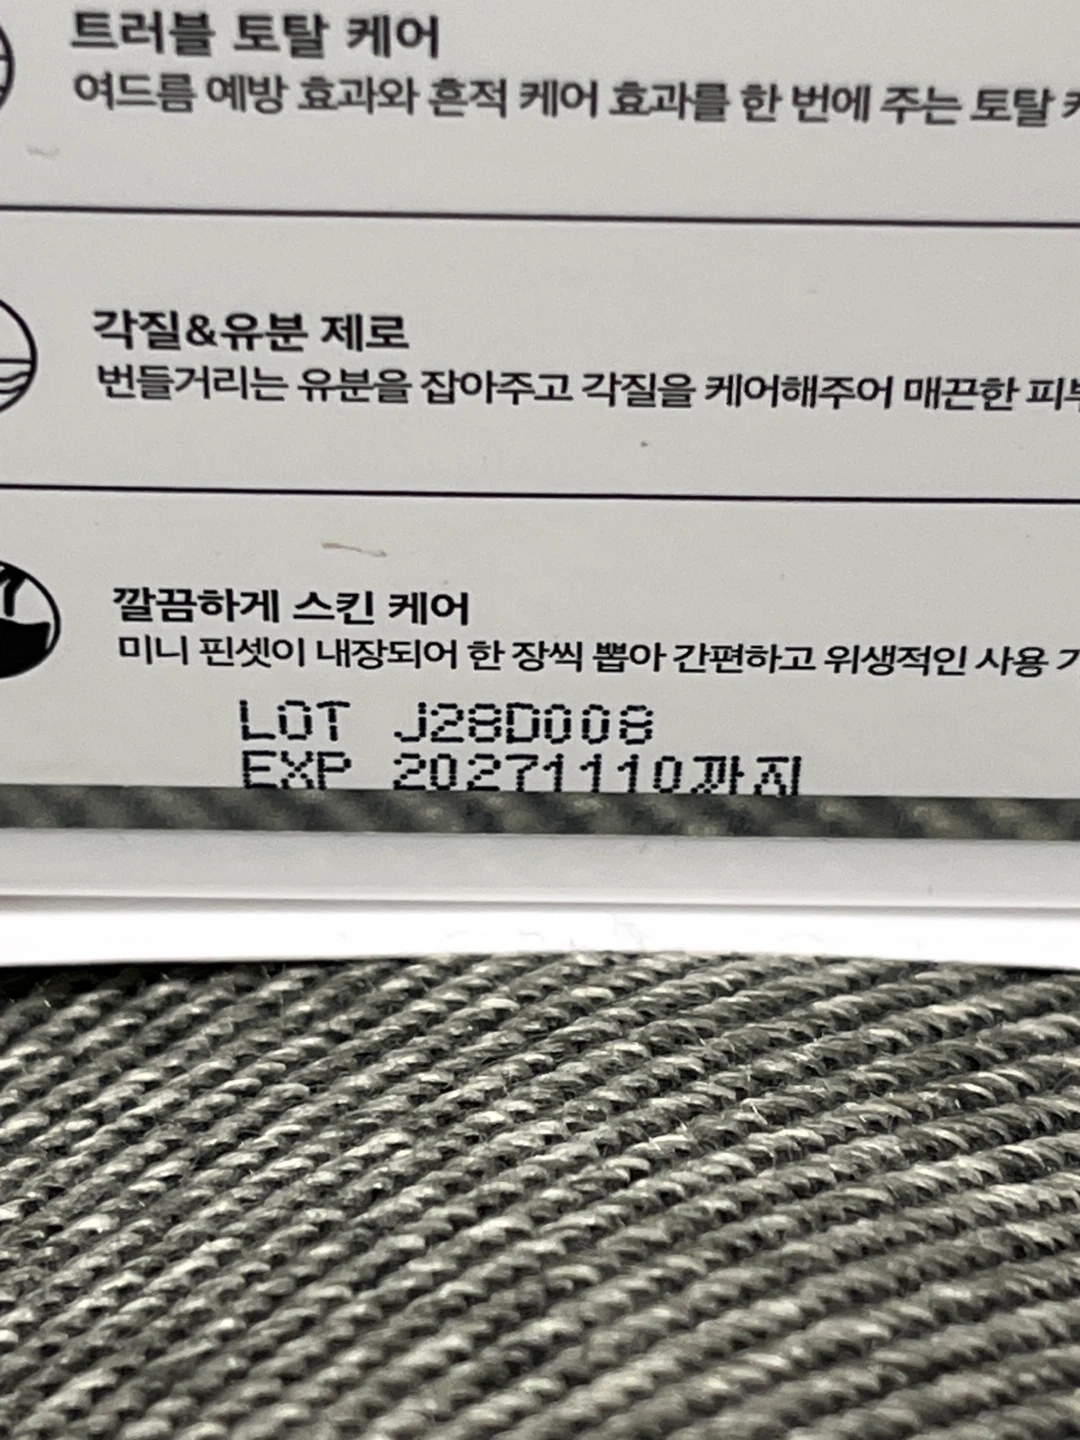 트러블 토탈 케어
여드름 예방 효과와 흔적 케어 효과를 한 번에 주는 토탈
각질&유분 제로
번들거리는 유분을 잡아주고 각질을 케어해주어 매끈한
깔끔하게 스킨 케어
미니 핀셋이 내장되어 한 장씩 뽑아 간편하고 위생적인 사용
LOT J28D008
EXP 20271110까지